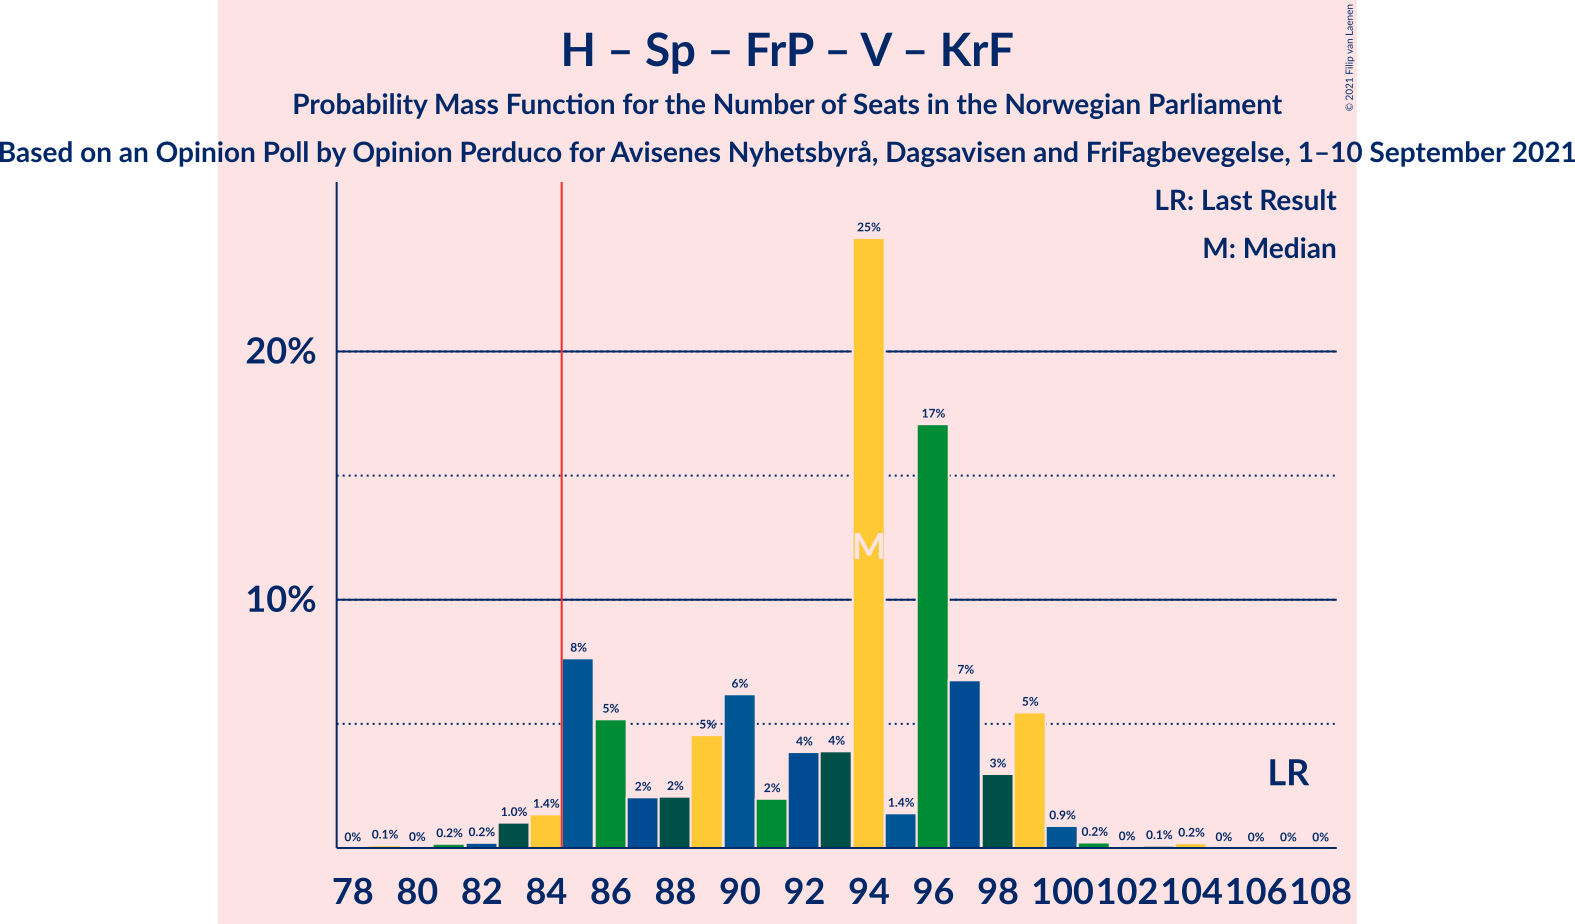 H – Sp – FrP – V – KrF
Probability Mass Function for the Number of Seats in the Norwegian Parliament
Based on an Opinion Poll by Opinion Perduco for Avisenes Nyhetsbyrå, Dagsavisen and FriFagbevegelse, 1–10 September 2021
© 2021 Filip van Laenen
LR: Last Result
M: Median
20%
10%
0% 0.1% 0% 0.2% 0.2% 1.0% 1.4% 8% 5% 2% 2% 5% 6% 2% 4% 4% 25% 1.4% 17% 7% 3% 5% 0.9% 0.2% 0% 0.1% 0.2% 0% 0% 0% 0%
M
LR
78 80 82 84 86 88 90 92 94 96 98 100 102 104 106 108